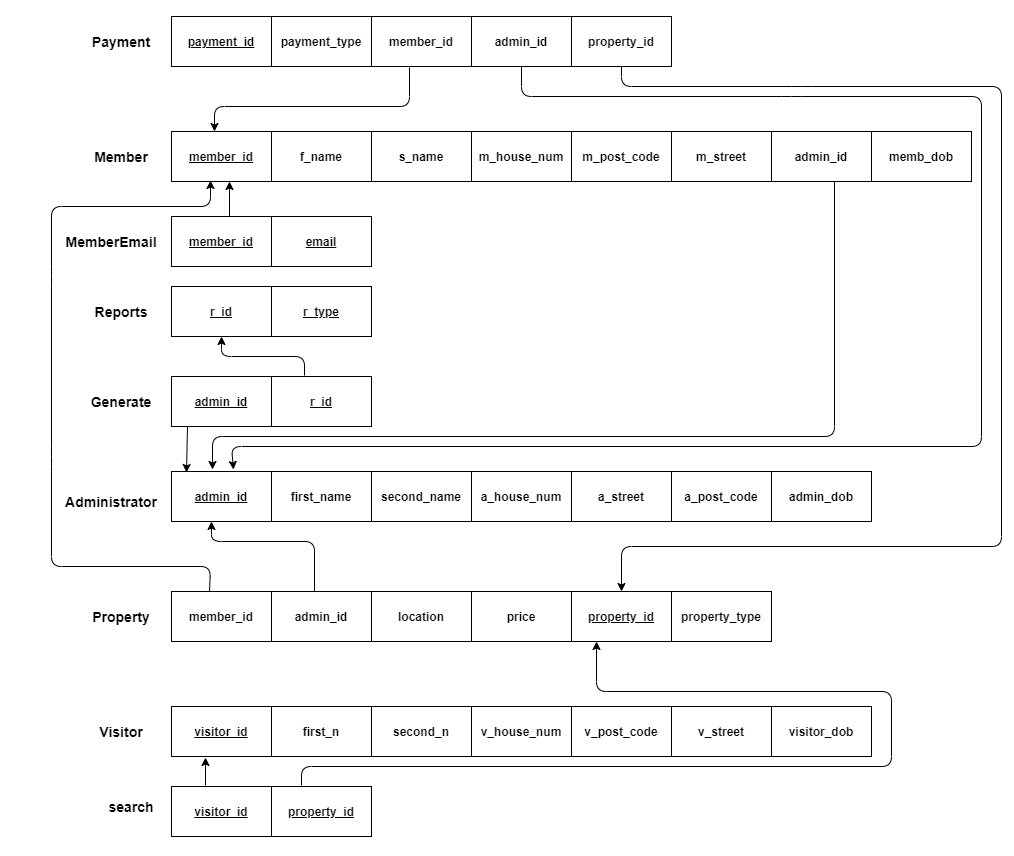 Payment payment_id payment_type member_id admin_id property_id
Member member_id f_name s_name m_house_num m_post_code m_street admin_id memb_dob
MemberEmail member_id email
Reports r_id r_type
Generate admin_id r_id
Administrator admin_id first_name second_name a_house_num a_street a_post_code admin_dob
Property member_id admin_id location price property_id property_type
Visitor visitor_id first_n second_n v_house_num v_post_code v_street visitor_dob
search visitor_id property_id